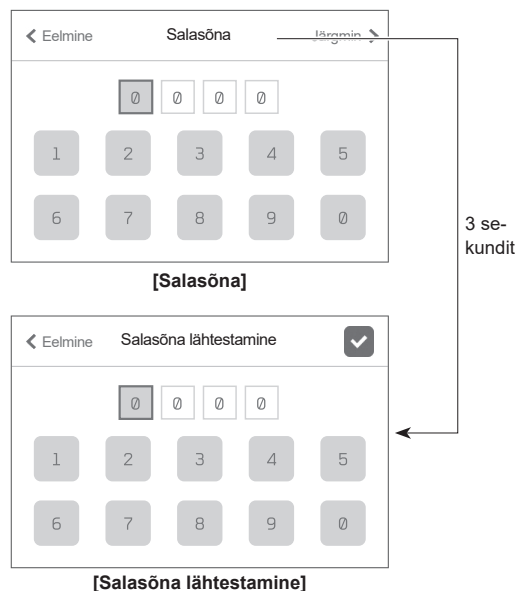 Eelmine Salasõna Järgmin
0 0 0 0
1 2 3 4 5
6 7 8 9 0
3 se-
kundit
[Salasõna]
Eelmine Salasõna lähtestamine
0 0 0 0
1 2 3 4 5
6 7 8 9 0
[Salasõna lähtestamine]